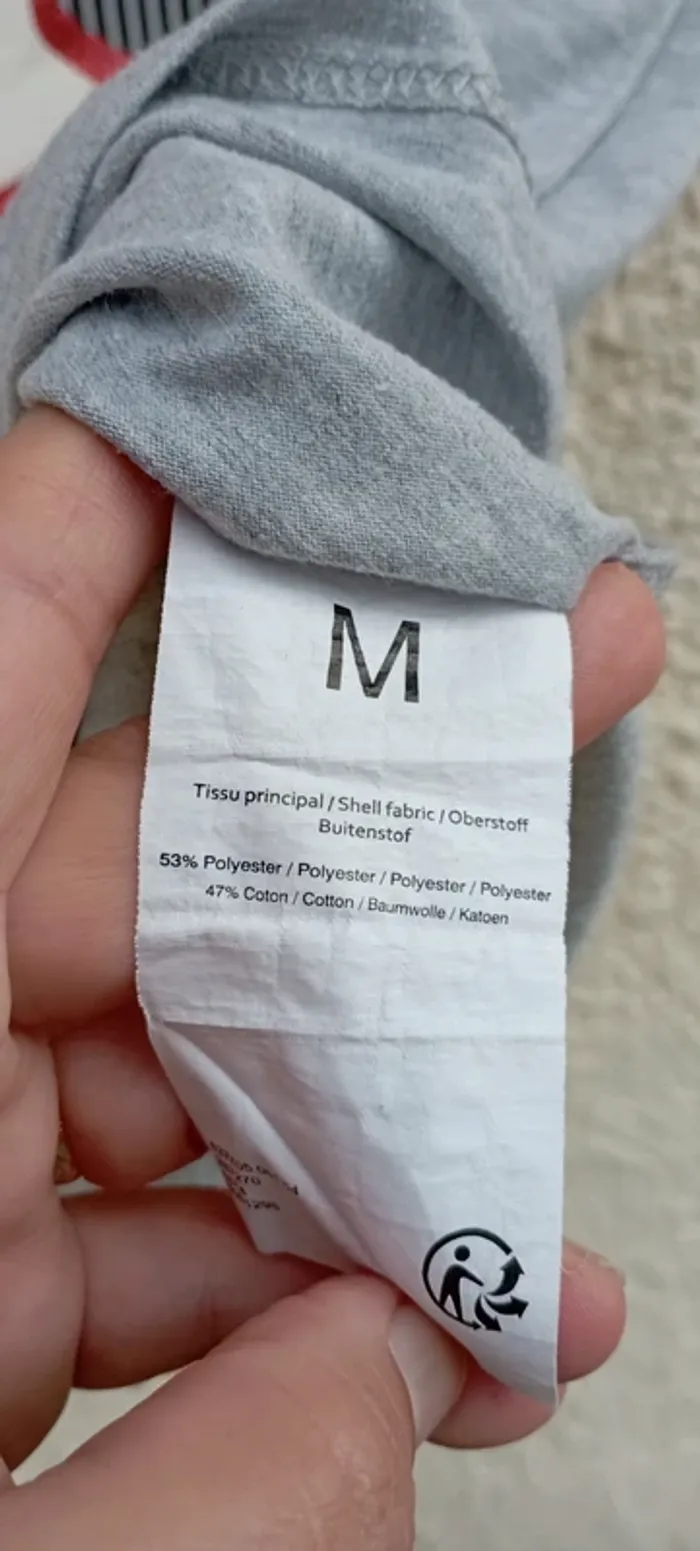 M
Tissu principal / Shell fabric / Oberstoff
Buitenstof
53% Polyester / Polyester / Polyester / Polyester
47% Coton / Cotton / Baumwolle / Katoen